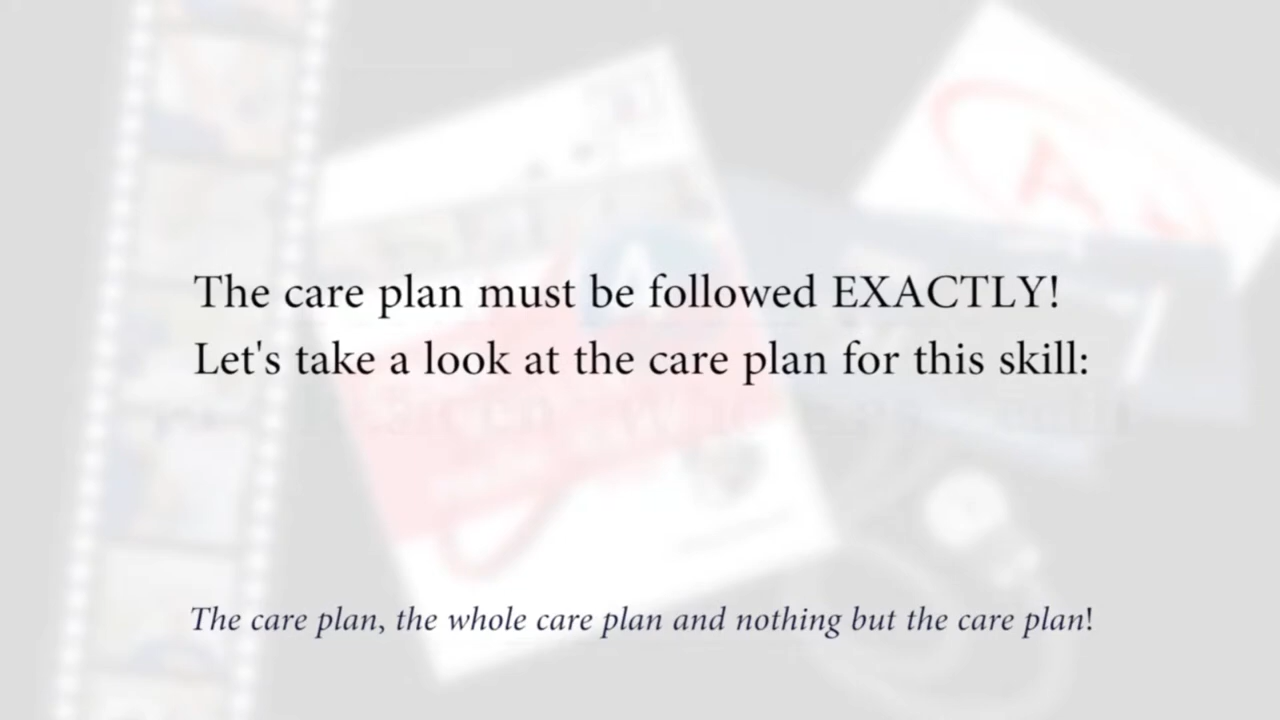 The care plan must be followed EXACTLY!
Let's take a look at the care plan for this skill:
The care plan, the whole care plan and nothing but the care plan!